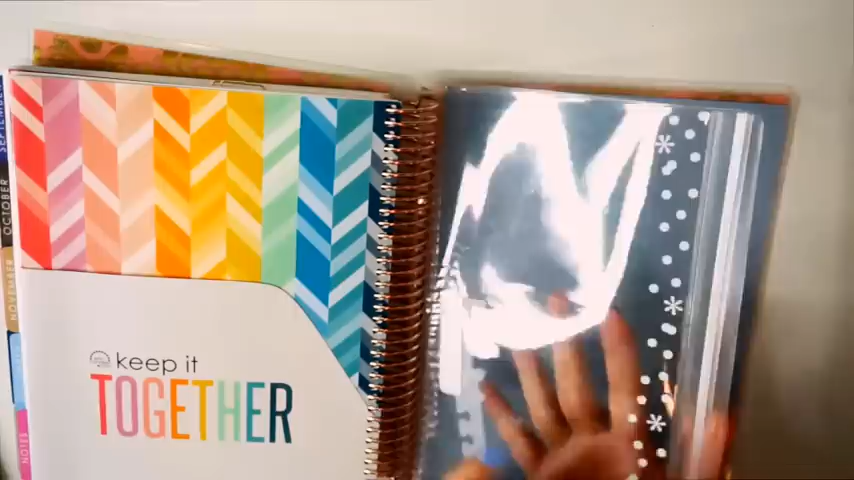 SEPTEMBER
OCTOBER
NOVEMBER
NOTES
keep it
TOGETHER